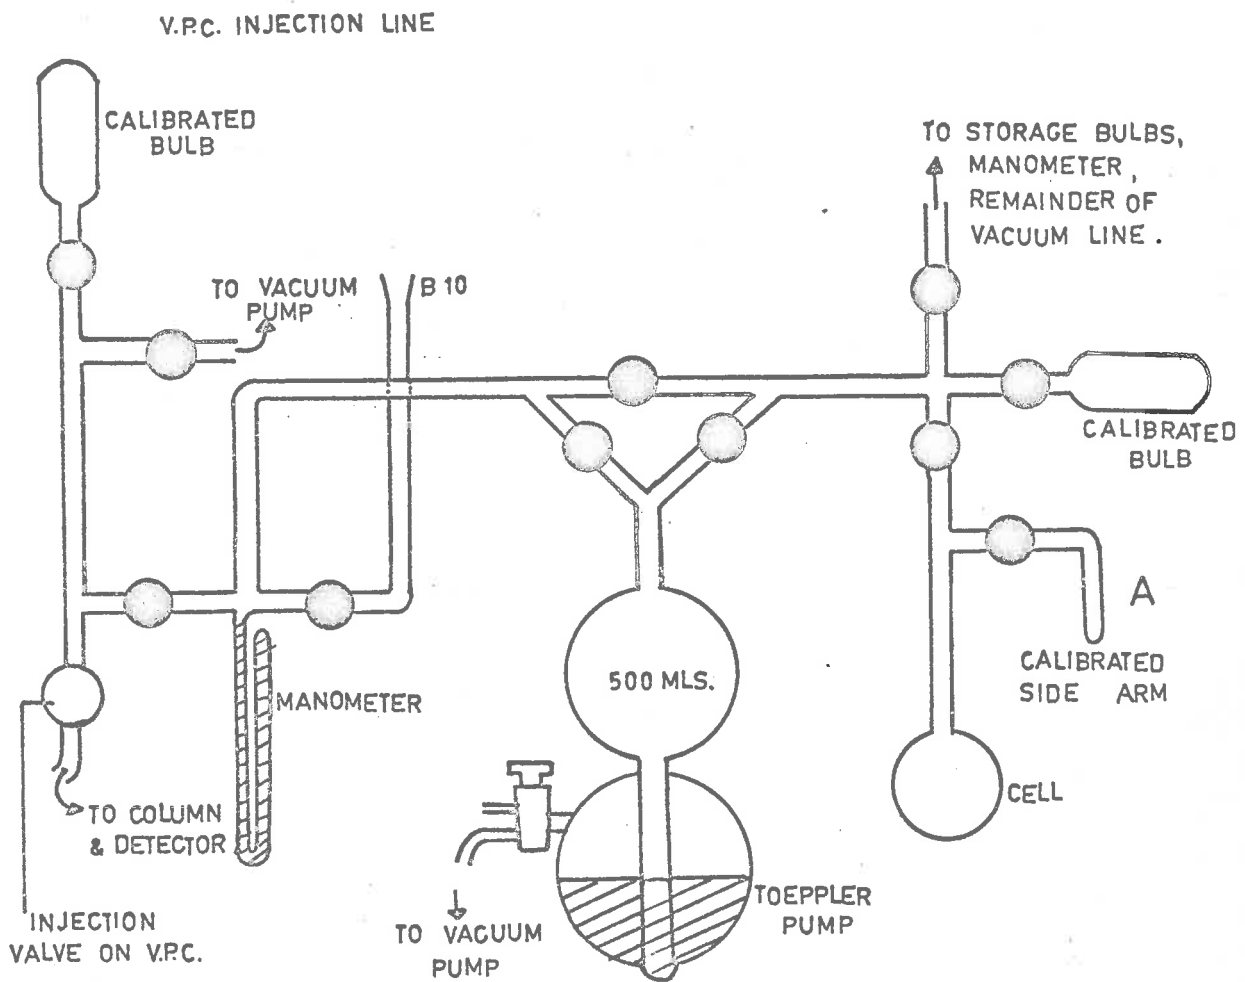 V.P.C. INJECTION LINE
CALIBRATED
BULB
TO STORAGE BULBS,
MANOMETER,
REMAINDER OF
VACUUM LINE.
TO VACUUM
PUMP
B 10
CALIBRATED
BULB
A
CALIBRATED
SIDE ARM
500 MLS.
MANOMETER
CELL
TO COLUMN
& DETECTOR
TOEPPLER
PUMP
INJECTION
VALVE ON V.P.C.
TO VACUUM
PUMP